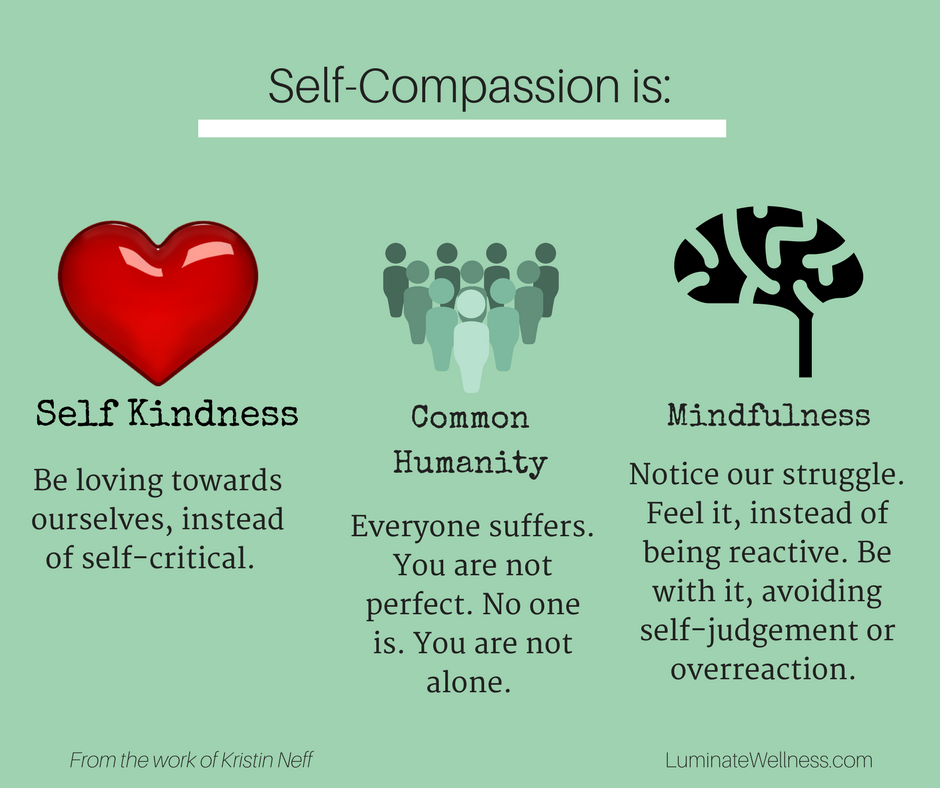 Self-Compassion is:
Self Kindness
Be loving towards
ourselves, instead
of self-critical.
Common
Humanity
Everyone suffers.
You are not
perfect. No one
is. You are not
alone.
Mindfulness
Notice our struggle.
Feel it, instead of
being reactive. Be
with it, avoiding
self-judgement or
overreaction.
From the work of Kristin Neff
LuminateWellness.com